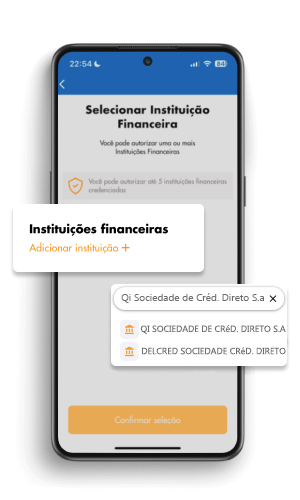 22:54
84
Selecionar Instituição
Financeira
Você pode autorizar uma ou mais
Instituições Financeiras
Você pode autorizar até 5 instituições financeiras
credenciadas
Instituições financeiras
Adicionar instituição +
Qi Sociedade de Créd. Direto S.a ×
QI SOCIEDADE DE CRéD. DIRETO S.A
DELCRED SOCIEDADE CRéD. DIRETO
Confirmar seleção